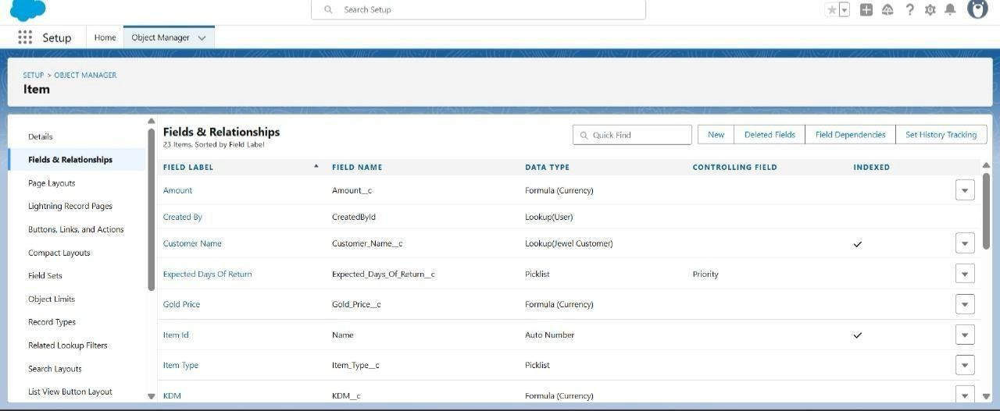 Search Setup
Setup Home Object Manager
SETUP > OBJECT MANAGER
Item
Details
Fields & Relationships
Page Layouts
Lightning Record Pages
Buttons, Links, and Actions
Compact Layouts
Field Sets
Object Limits
Record Types
Related Lookup Filters
Search Layouts
List View Button Layout
Fields & Relationships
23 Items, Sorted by Field Label
Quick Find New Deleted Fields Field Dependencies Set History Tracking
FIELD LABEL FIELD NAME DATA TYPE CONTROLLING FIELD INDEXED
Amount Amount__c Formula (Currency)
Created By CreatedById Lookup(User)
Customer Name Customer_Name__c Lookup(Jewel Customer)
Expected Days Of Return Expected_Days_Of_Return__c Picklist Priority
Gold Price Gold_Price__c Formula (Currency)
Item Id Name Auto Number
Item Type Item_Type__c Picklist
KDM KDM__c Formula (Currency)